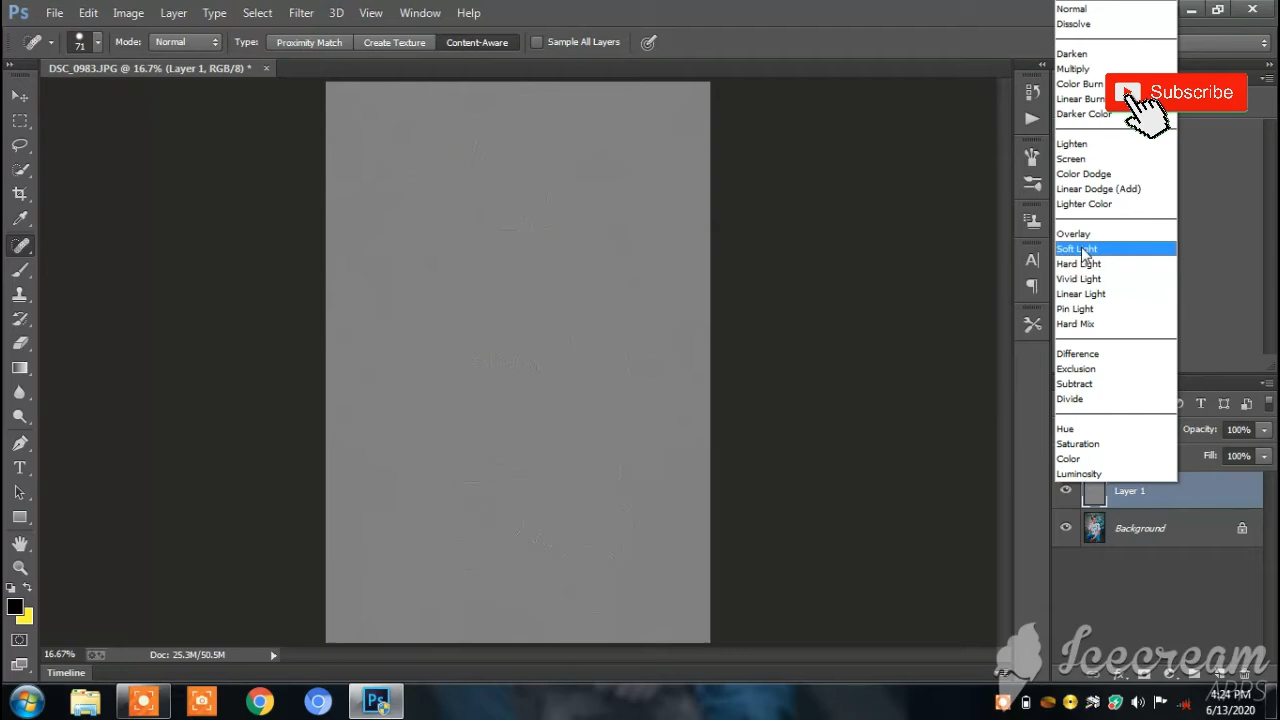 Ps File Edit Image Layer Type Select Filter 3D View Window Help
71 Mode: Normal Type: Proximity Match Create Texture Content-Aware Sample All Layers
DSC_0983.JPG @ 16.7% (Layer 1, RGB/8) * ×
Normal
Dissolve
Darken
Multiply
Color Burn
Linear Burn
Darker Color
Subscribe
Lighten
Screen
Color Dodge
Linear Dodge (Add)
Lighter Color
Overlay
Soft Light
Hard Light
Vivid Light
Linear Light
Pin Light
Hard Mix
Difference
Exclusion
Subtract
Divide
Hue
Saturation
Color
Luminosity
Opacity: 100%
Fill: 100%
Layer 1
Background
16.67% Doc: 25.3M/50.5M
Timeline
Icecream
APPS
Ps
4:24 PM
6/13/2020